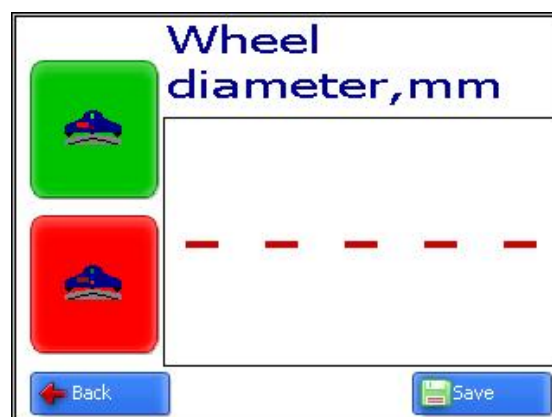 Wheel
diameter,mm
– – – – –
Back
Save